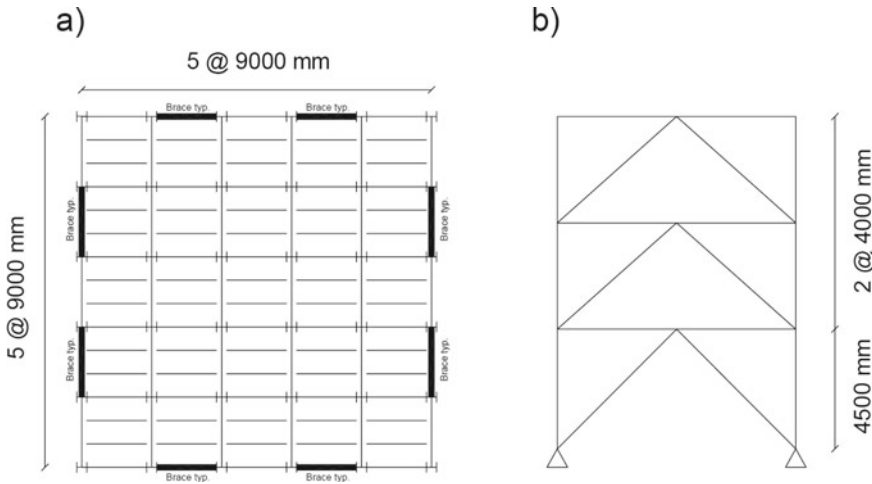 a)
b)
5 @ 9000 mm
Brace typ.
Brace typ.
5 @ 9000 mm
Brace typ.
Brace typ.
Brace typ.
Brace typ.
Brace typ.
Brace typ.
2 @ 4000 mm
4500 mm